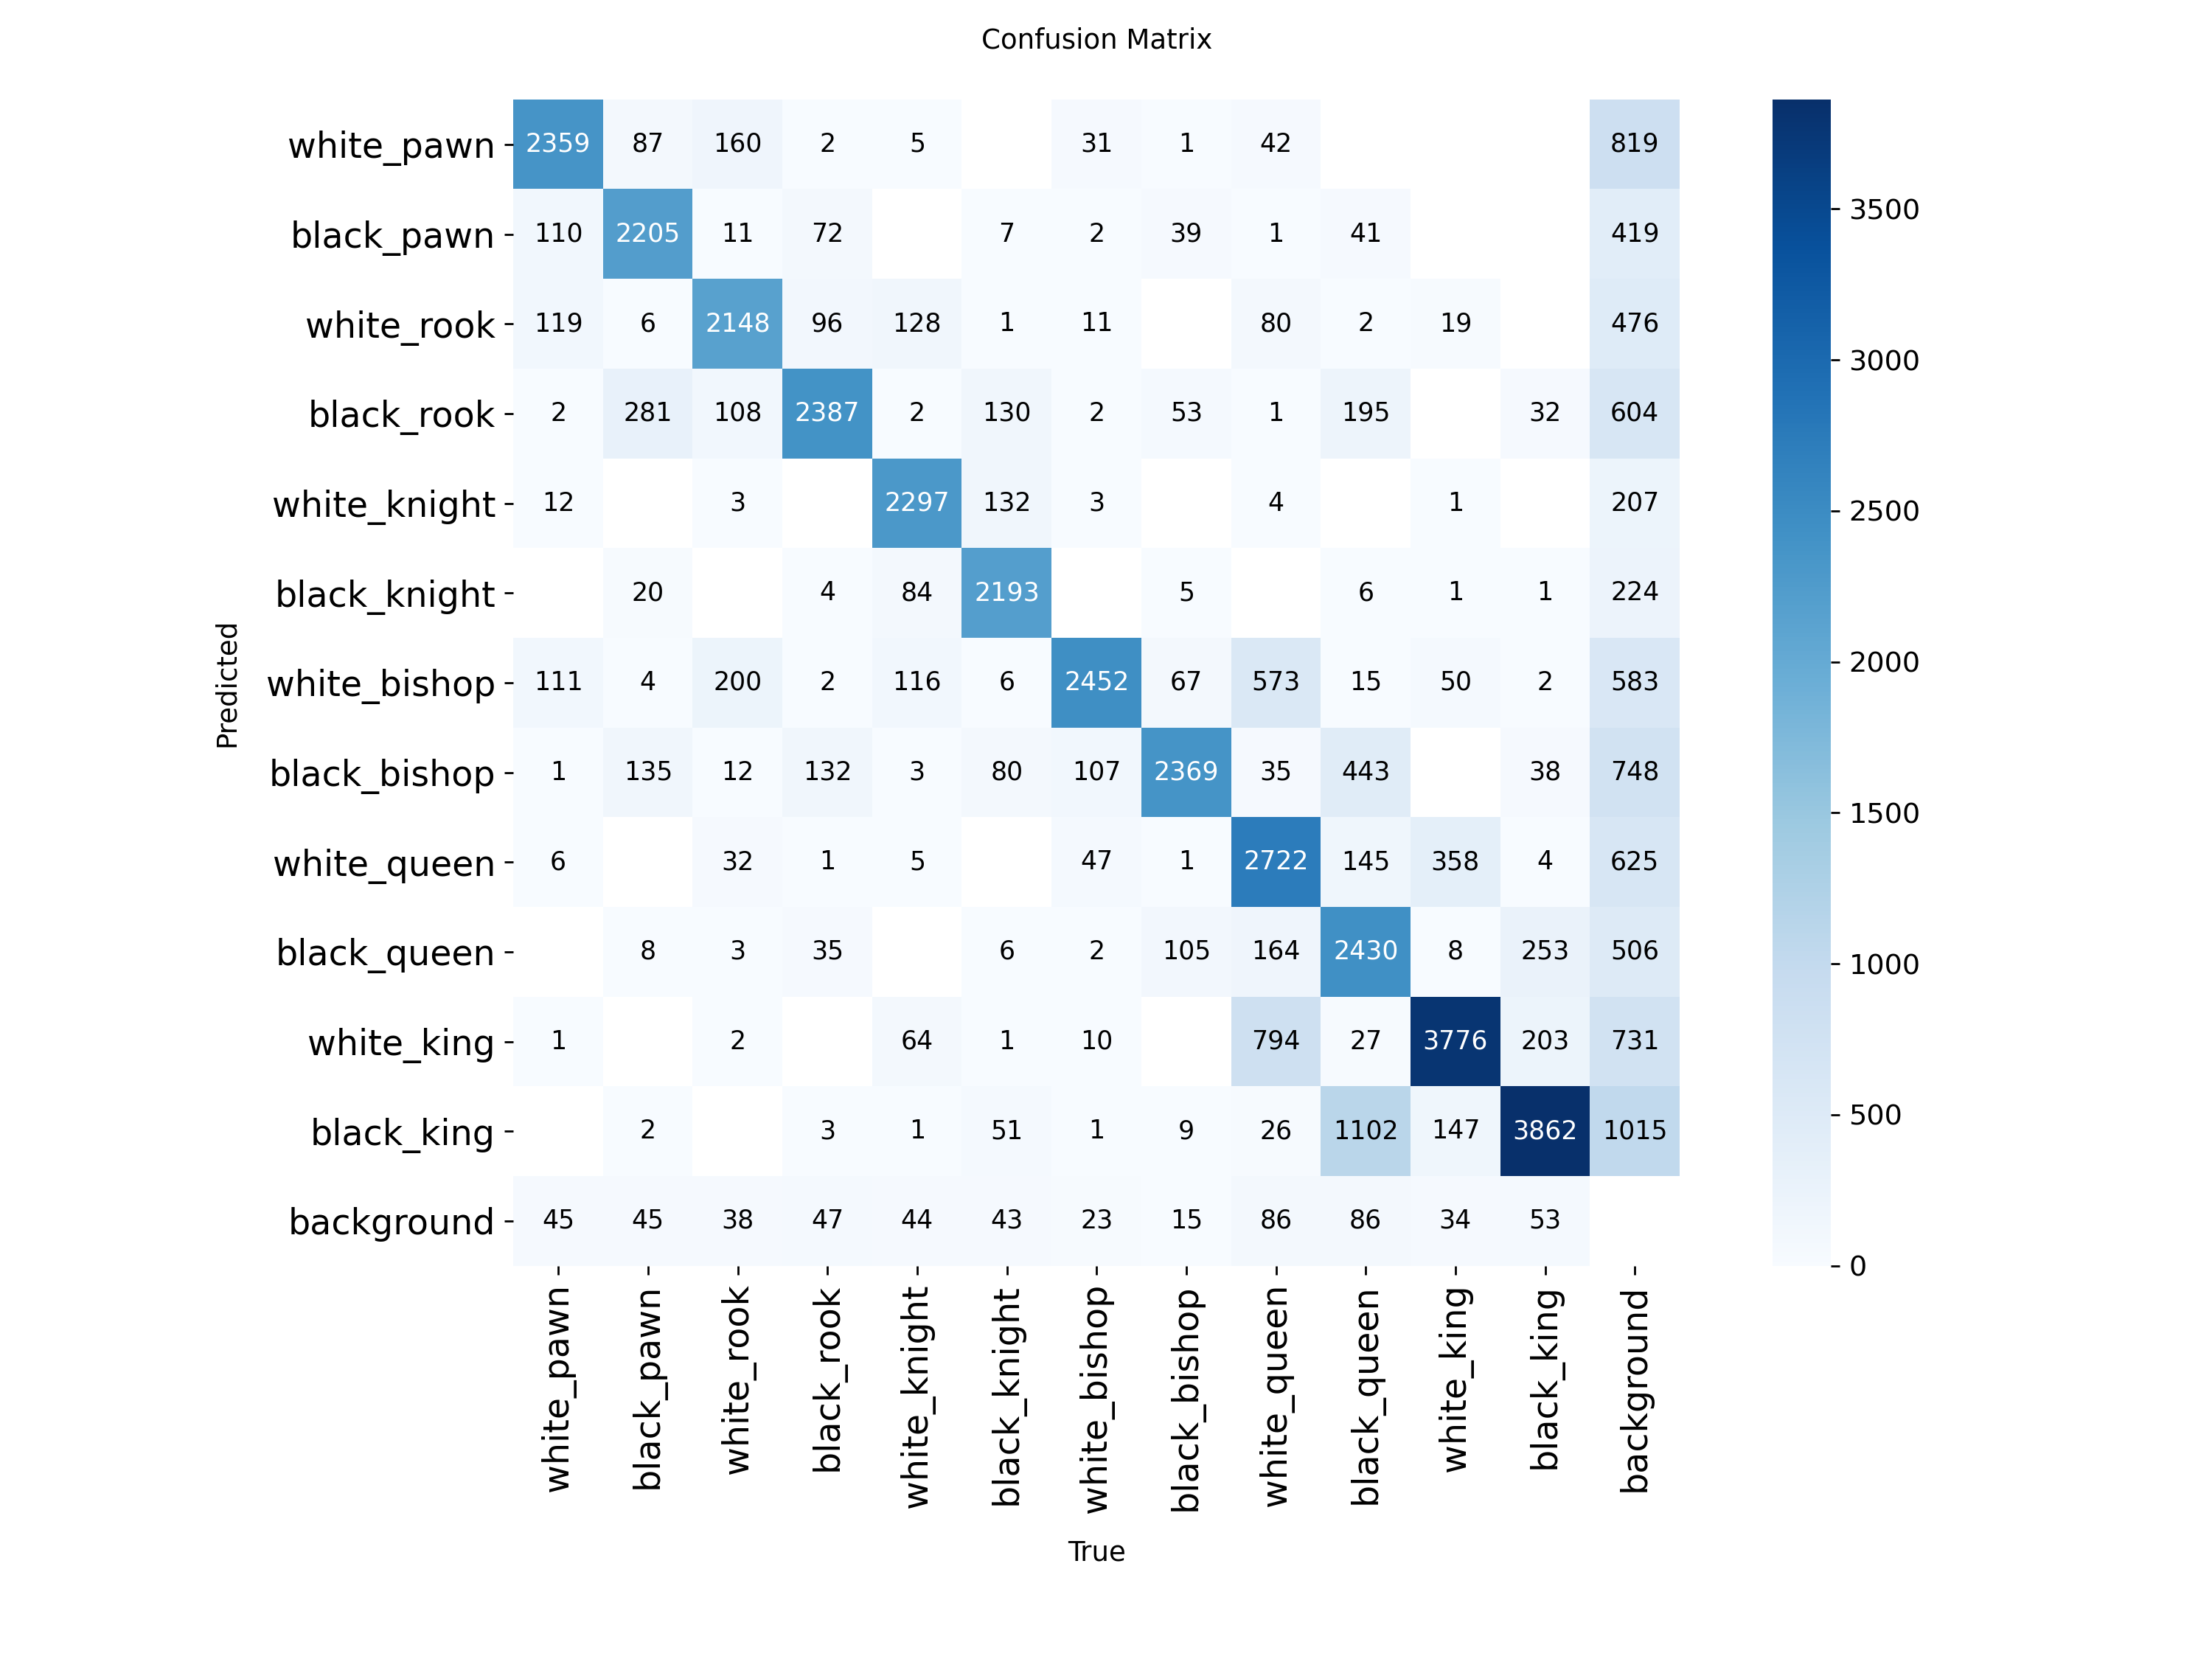 Confusion Matrix
white_pawn 2359 87 160 2 5 31 1 42 819
black_pawn 110 2205 11 72 7 2 39 1 41 419
white_rook 119 6 2148 96 128 1 11 80 2 19 476
black_rook 2 281 108 2387 2 130 2 53 1 195 32 604
white_knight 12 3 2297 132 3 4 1 207
black_knight 20 4 84 2193 5 6 1 1 224
white_bishop 111 4 200 2 116 6 2452 67 573 15 50 2 583
black_bishop 1 135 12 132 3 80 107 2369 35 443 38 748
white_queen 6 32 1 5 47 1 2722 145 358 4 625
black_queen 8 3 35 6 2 105 164 2430 8 253 506
white_king 1 2 64 1 10 794 27 3776 203 731
black_king 2 3 1 51 1 9 26 1102 147 3862 1015
background 45 45 38 47 44 43 23 15 86 86 34 53
white_pawn black_pawn white_rook black_rook white_knight black_knight white_bishop black_bishop white_queen black_queen white_king black_king background
True
Predicted
3500
3000
2500
2000
1500
1000
500
0